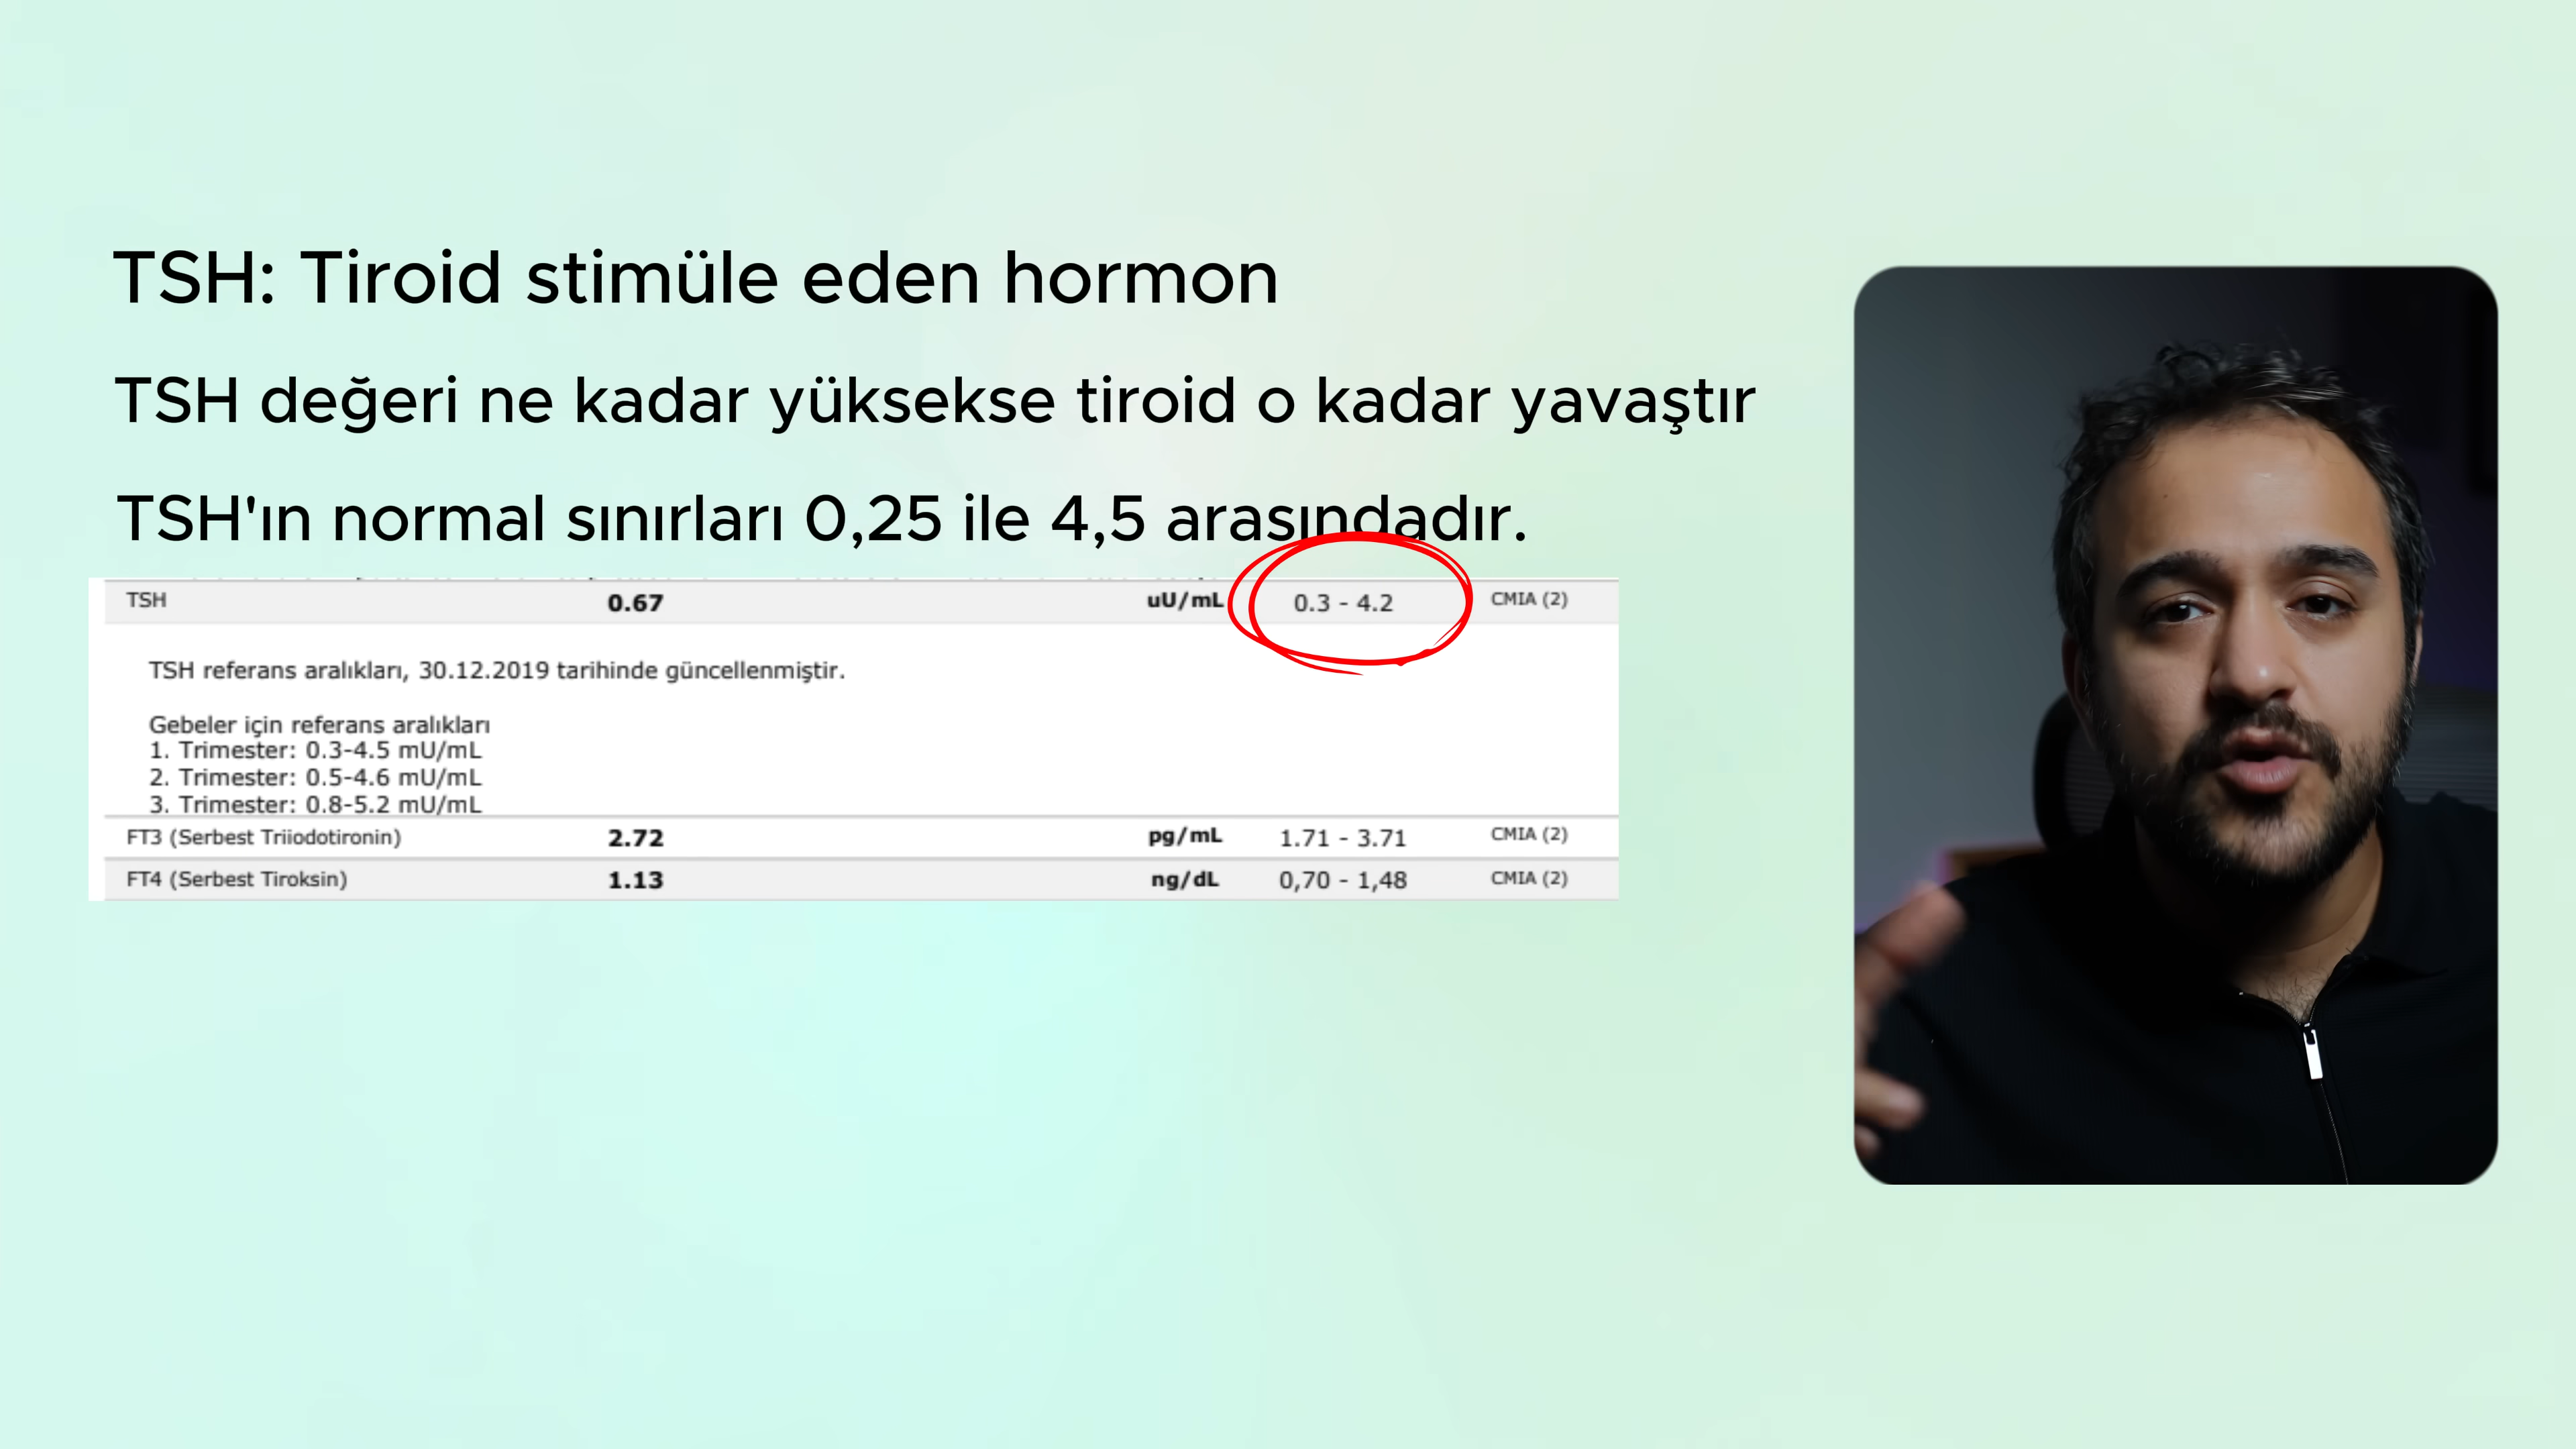 TSH: Tiroid stimüle eden hormon
TSH değeri ne kadar yüksekse tiroid o kadar yavaştır
TSH'ın normal sınırları 0,25 ile 4,5 arasındadır.
TSH 0.67 uU/mL 0.3 - 4.2 CMIA (2)
TSH referans aralıkları, 30.12.2019 tarihinde güncellenmiştir.
Gebeler için referans aralıkları
1. Trimester: 0.3-4.5 mU/mL
2. Trimester: 0.5-4.6 mU/mL
3. Trimester: 0.8-5.2 mU/mL
FT3 (Serbest Triiodotironin) 2.72 pg/mL 1.71 - 3.71 CMIA (2)
FT4 (Serbest Tiroksin) 1.13 ng/dL 0,70 - 1,48 CMIA (2)